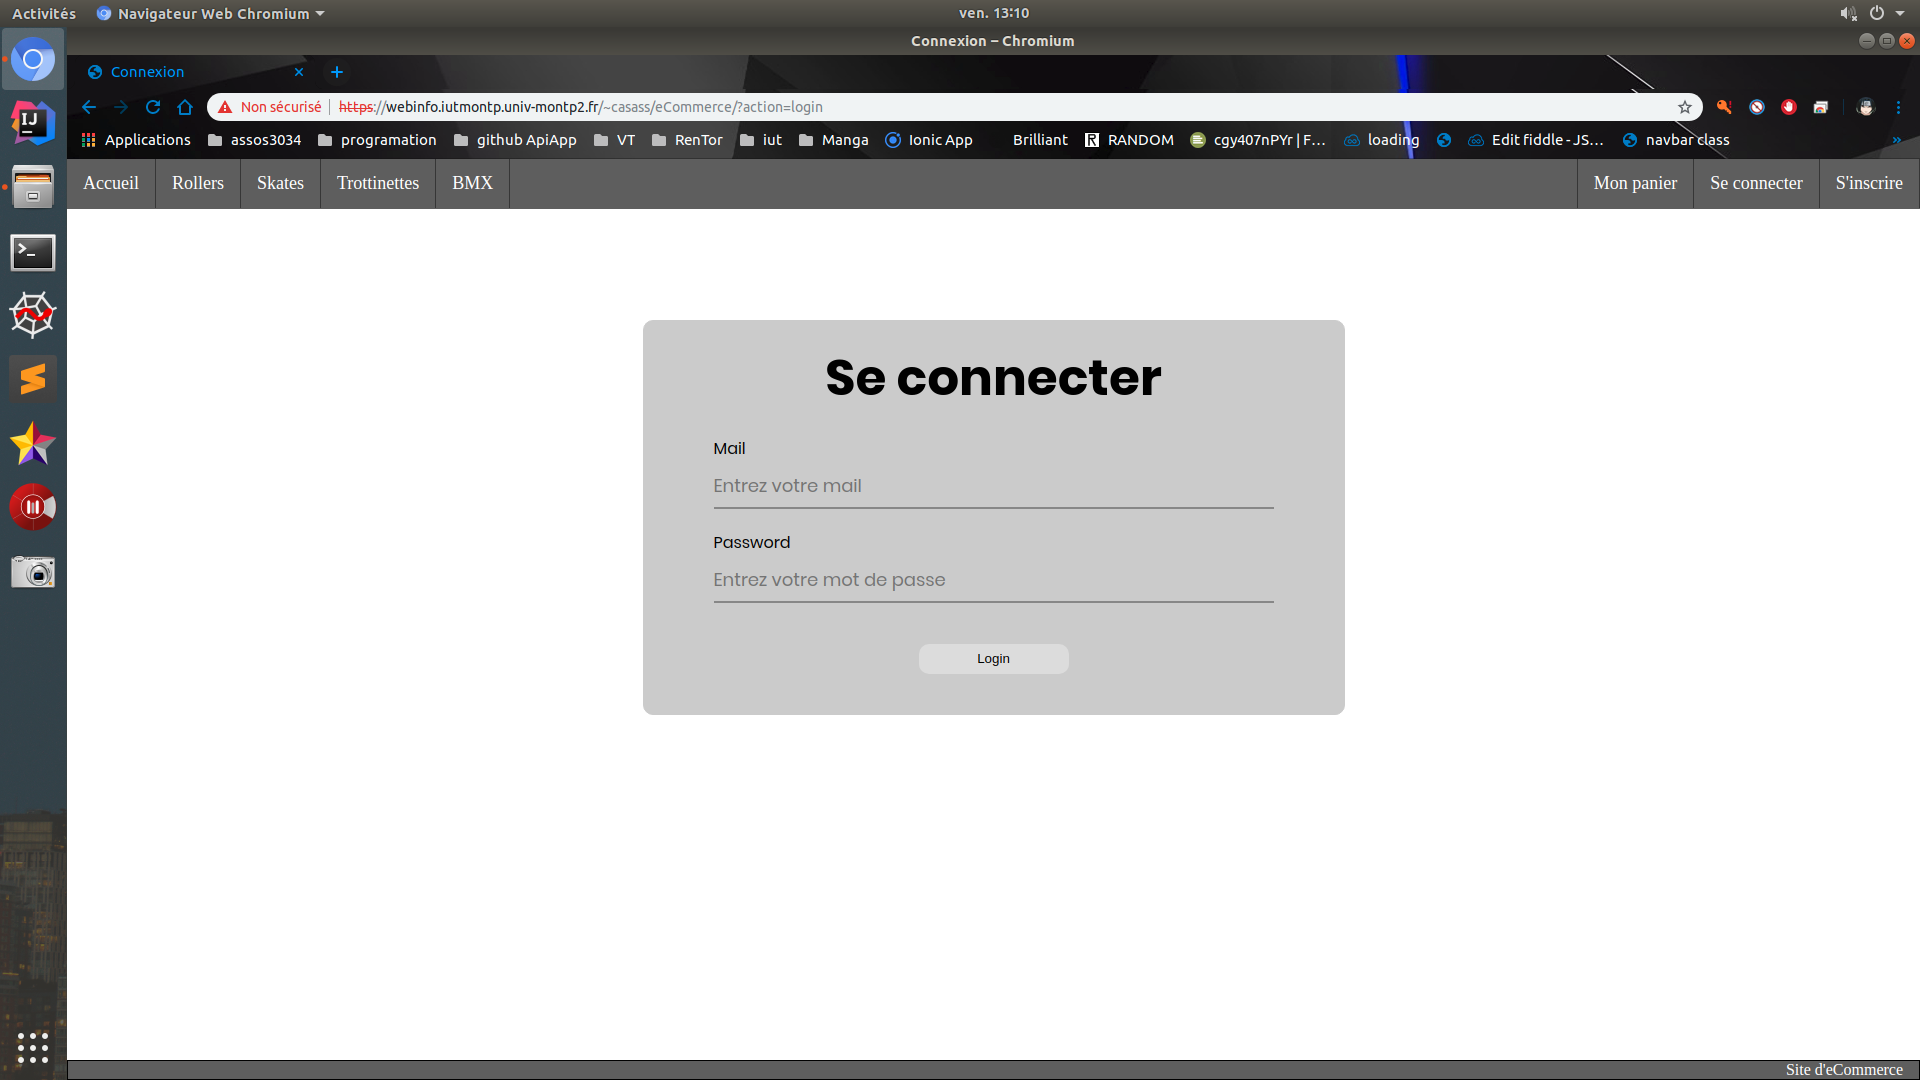 Activités Navigateur Web Chromium ven. 13:10
Connexion – Chromium
Connexion
Non sécurisé https://webinfo.iutmontp.univ-montp2.fr/~casass/eCommerce/?action=login
Applications assos3034 programation github ApiApp VT RenTor iut Manga Ionic App Brilliant RANDOM cgy407nPYr | F... loading Edit fiddle - JS... navbar class »
Accueil Rollers Skates Trottinettes BMX Mon panier Se connecter S'inscrire
Se connecter
Mail
Entrez votre mail
Password
Entrez votre mot de passe
Login
Site d'eCommerce